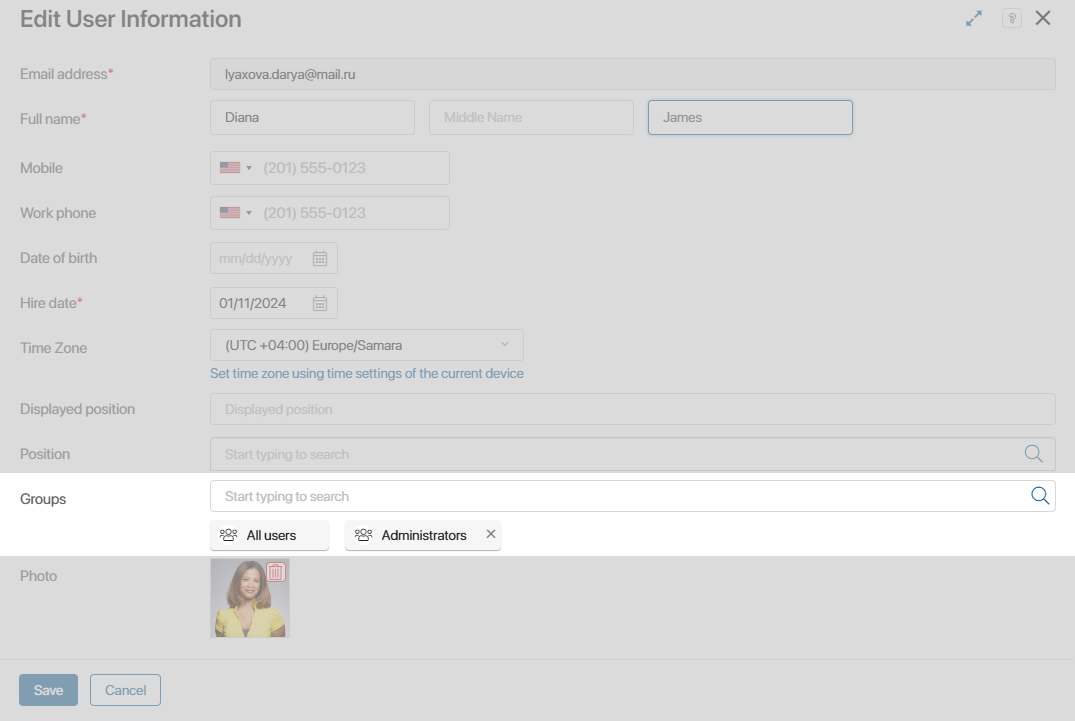 Edit User Information
?
Email address*
lyaxova.darya@mail.ru
Full name*
Diana
Middle Name
James
Mobile
(201) 555-0123
Work phone
(201) 555-0123
Date of birth
mm/dd/yyyy
Hire date*
01/11/2024
Time Zone
(UTC +04:00) Europe/Samara
Set time zone using time settings of the current device
Displayed position
Displayed position
Position
Start typing to search
Groups
Start typing to search
All users
Administrators
Photo
Save
Cancel